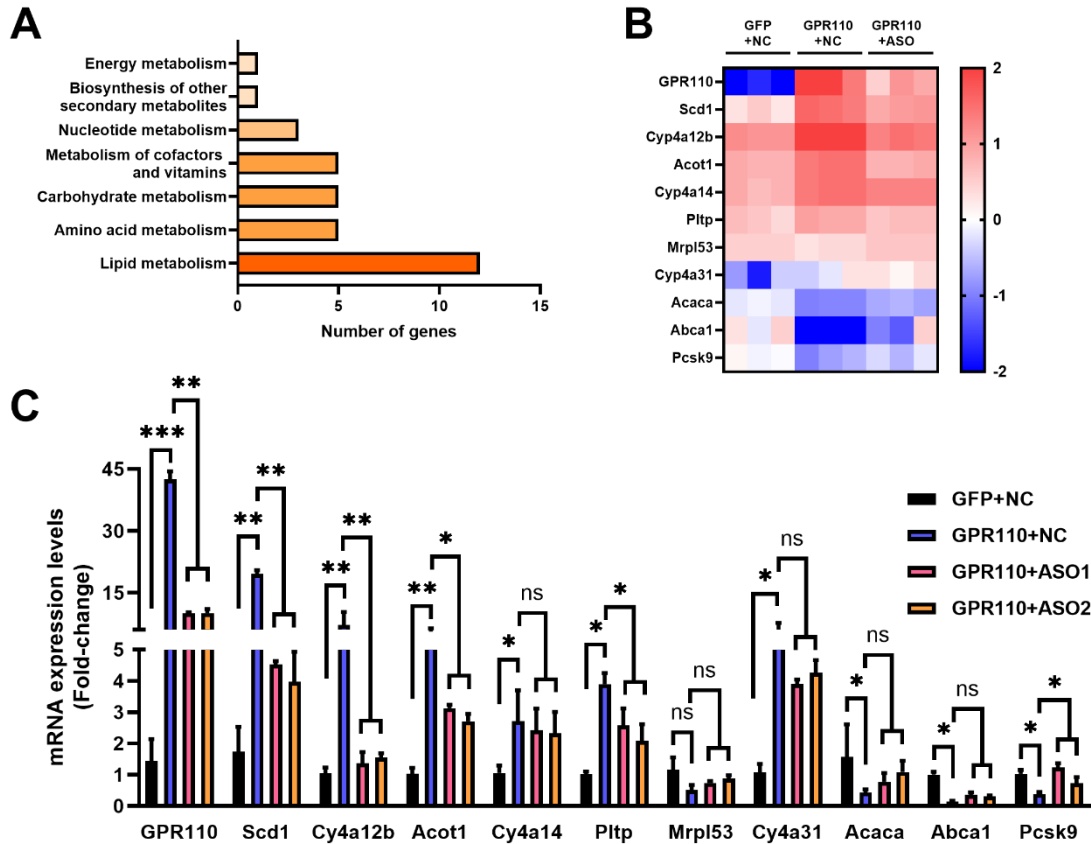 A
Energy metabolism
Biosynthesis of other
secondary metabolites
Nucleotide metabolism
Metabolism of cofactors
and vitamins
Carbohydrate metabolism
Amino acid metabolism
Lipid metabolism
0 5 10 15
Number of genes
B
GFP
+NC
GPR110
+NC
GPR110
+ASO
GPR110
Scd1
Cyp4a12b
Acot1
Cyp4a14
Pltp
Mrpl53
Cyp4a31
Acaca
Abca1
Pcsk9
2
1
0
-1
-2
C
mRNA expression levels
(Fold-change)
45
30
15
5
4
3
2
1
0
*** **
** **
** **
** *
* ns
* *
ns ns
* ns
* ns
* ns
* *
GFP+NC
GPR110+NC
GPR110+ASO1
GPR110+ASO2
GPR110 Scd1 Cy4a12b Acot1 Cy4a14 Pltp Mrpl53 Cy4a31 Acaca Abca1 Pcsk9